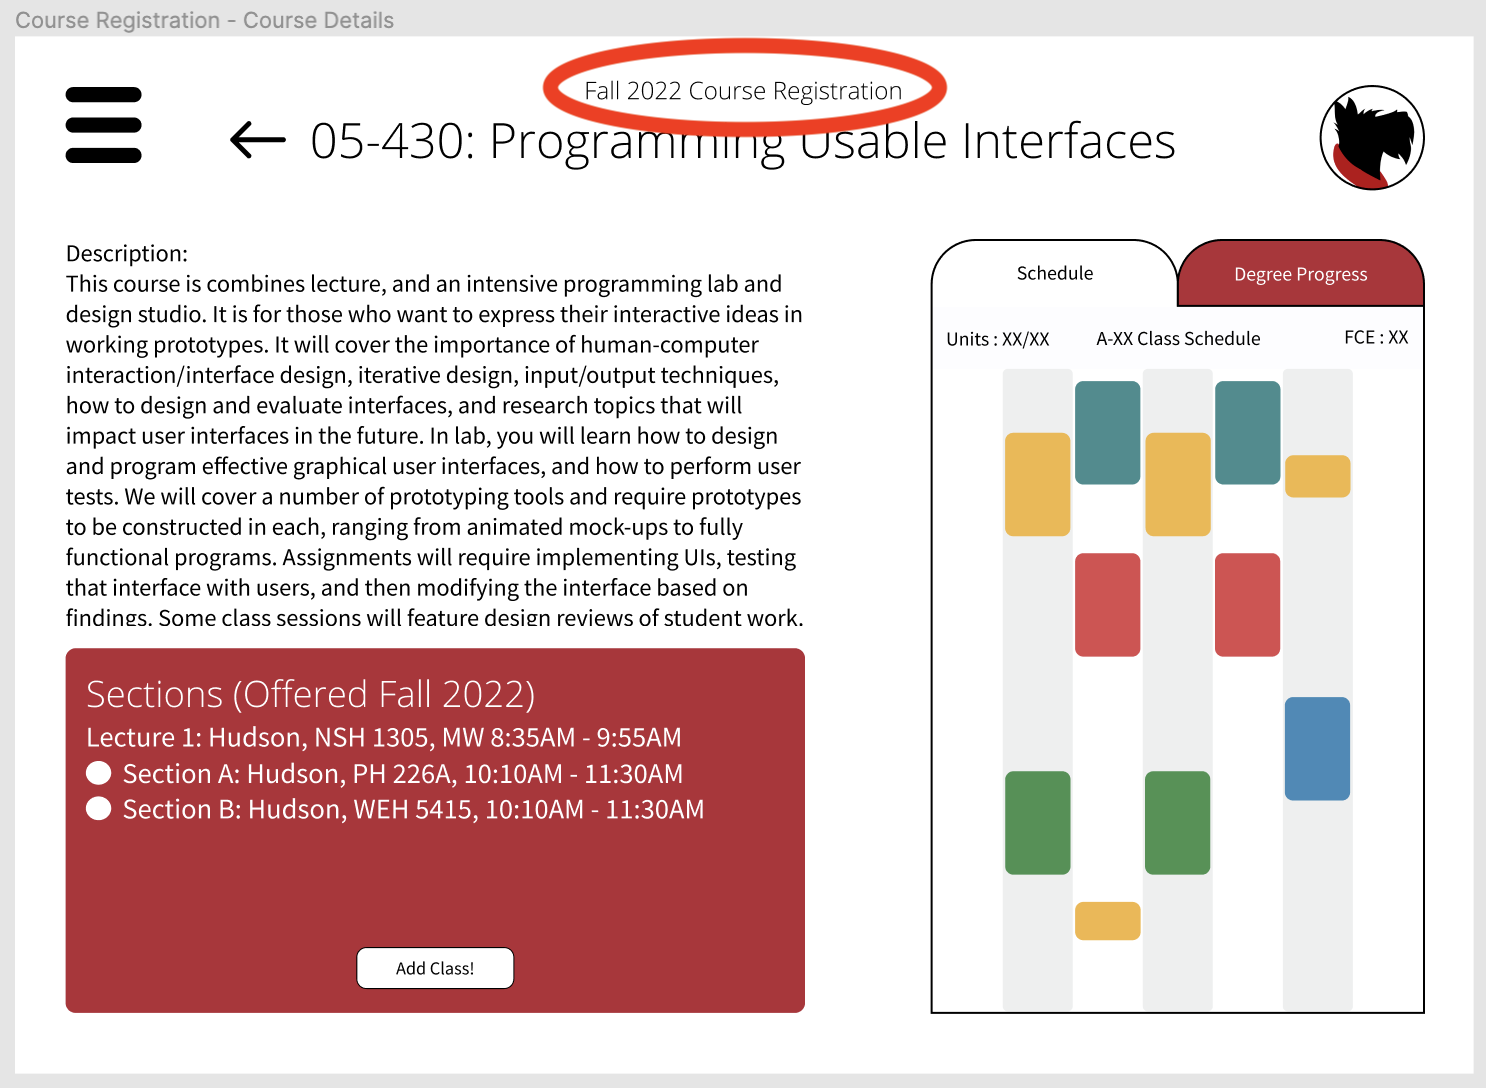 Course Registration - Course Details
Fall 2022 Course Registration
05-430: Programming Usable Interfaces
Description:
This course is combines lecture, and an intensive programming lab and
design studio. It is for those who want to express their interactive ideas in
working prototypes. It will cover the importance of human-computer
interaction/interface design, iterative design, input/output techniques,
how to design and evaluate interfaces, and research topics that will
impact user interfaces in the future. In lab, you will learn how to design
and program effective graphical user interfaces, and how to perform user
tests. We will cover a number of prototyping tools and require prototypes
to be constructed in each, ranging from animated mock-ups to fully
functional programs. Assignments will require implementing UIs, testing
that interface with users, and then modifying the interface based on
findings. Some class sessions will feature design reviews of student work.
Sections (Offered Fall 2022)
Lecture 1: Hudson, NSH 1305, MW 8:35AM - 9:55AM
Section A: Hudson, PH 226A, 10:10AM - 11:30AM
Section B: Hudson, WEH 5415, 10:10AM - 11:30AM
Add Class!
Schedule
Degree Progress
Units : XX/XX
A-XX Class Schedule
FCE : XX